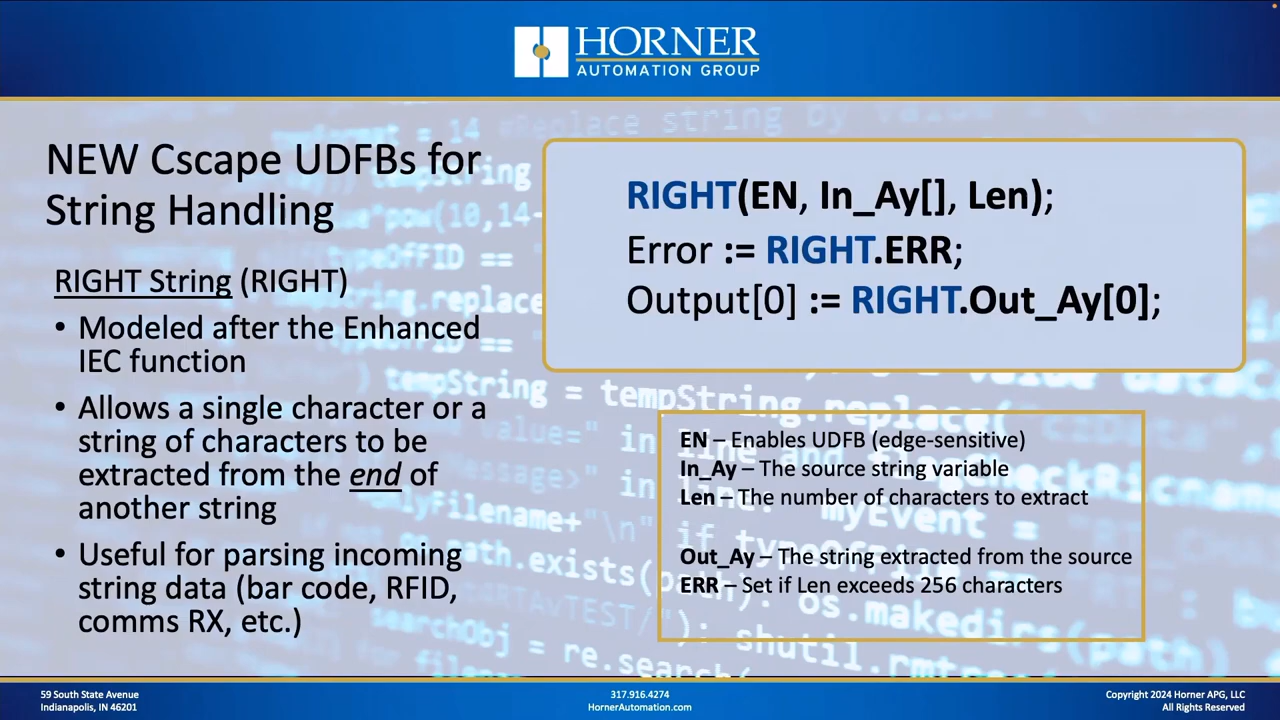 HORNER
AUTOMATION GROUP
NEW Cscape UDFBs for
String Handling
RIGHT String (RIGHT)
• Modeled after the Enhanced
IEC function
• Allows a single character or a
string of characters to be
extracted from the end of
another string
• Useful for parsing incoming
string data (bar code, RFID,
comms RX, etc.)
RIGHT(EN, In_Ay[], Len);
Error := RIGHT.ERR;
Output[0] := RIGHT.Out_Ay[0];
EN – Enables UDFB (edge-sensitive)
In_Ay – The source string variable
Len – The number of characters to extract
Out_Ay – The string extracted from the source
ERR – Set if Len exceeds 256 characters
59 South State Avenue
Indianapolis, IN 46201
317.916.4274
HornerAutomation.com
Copyright 2024 Horner APG, LLC
All Rights Reserved